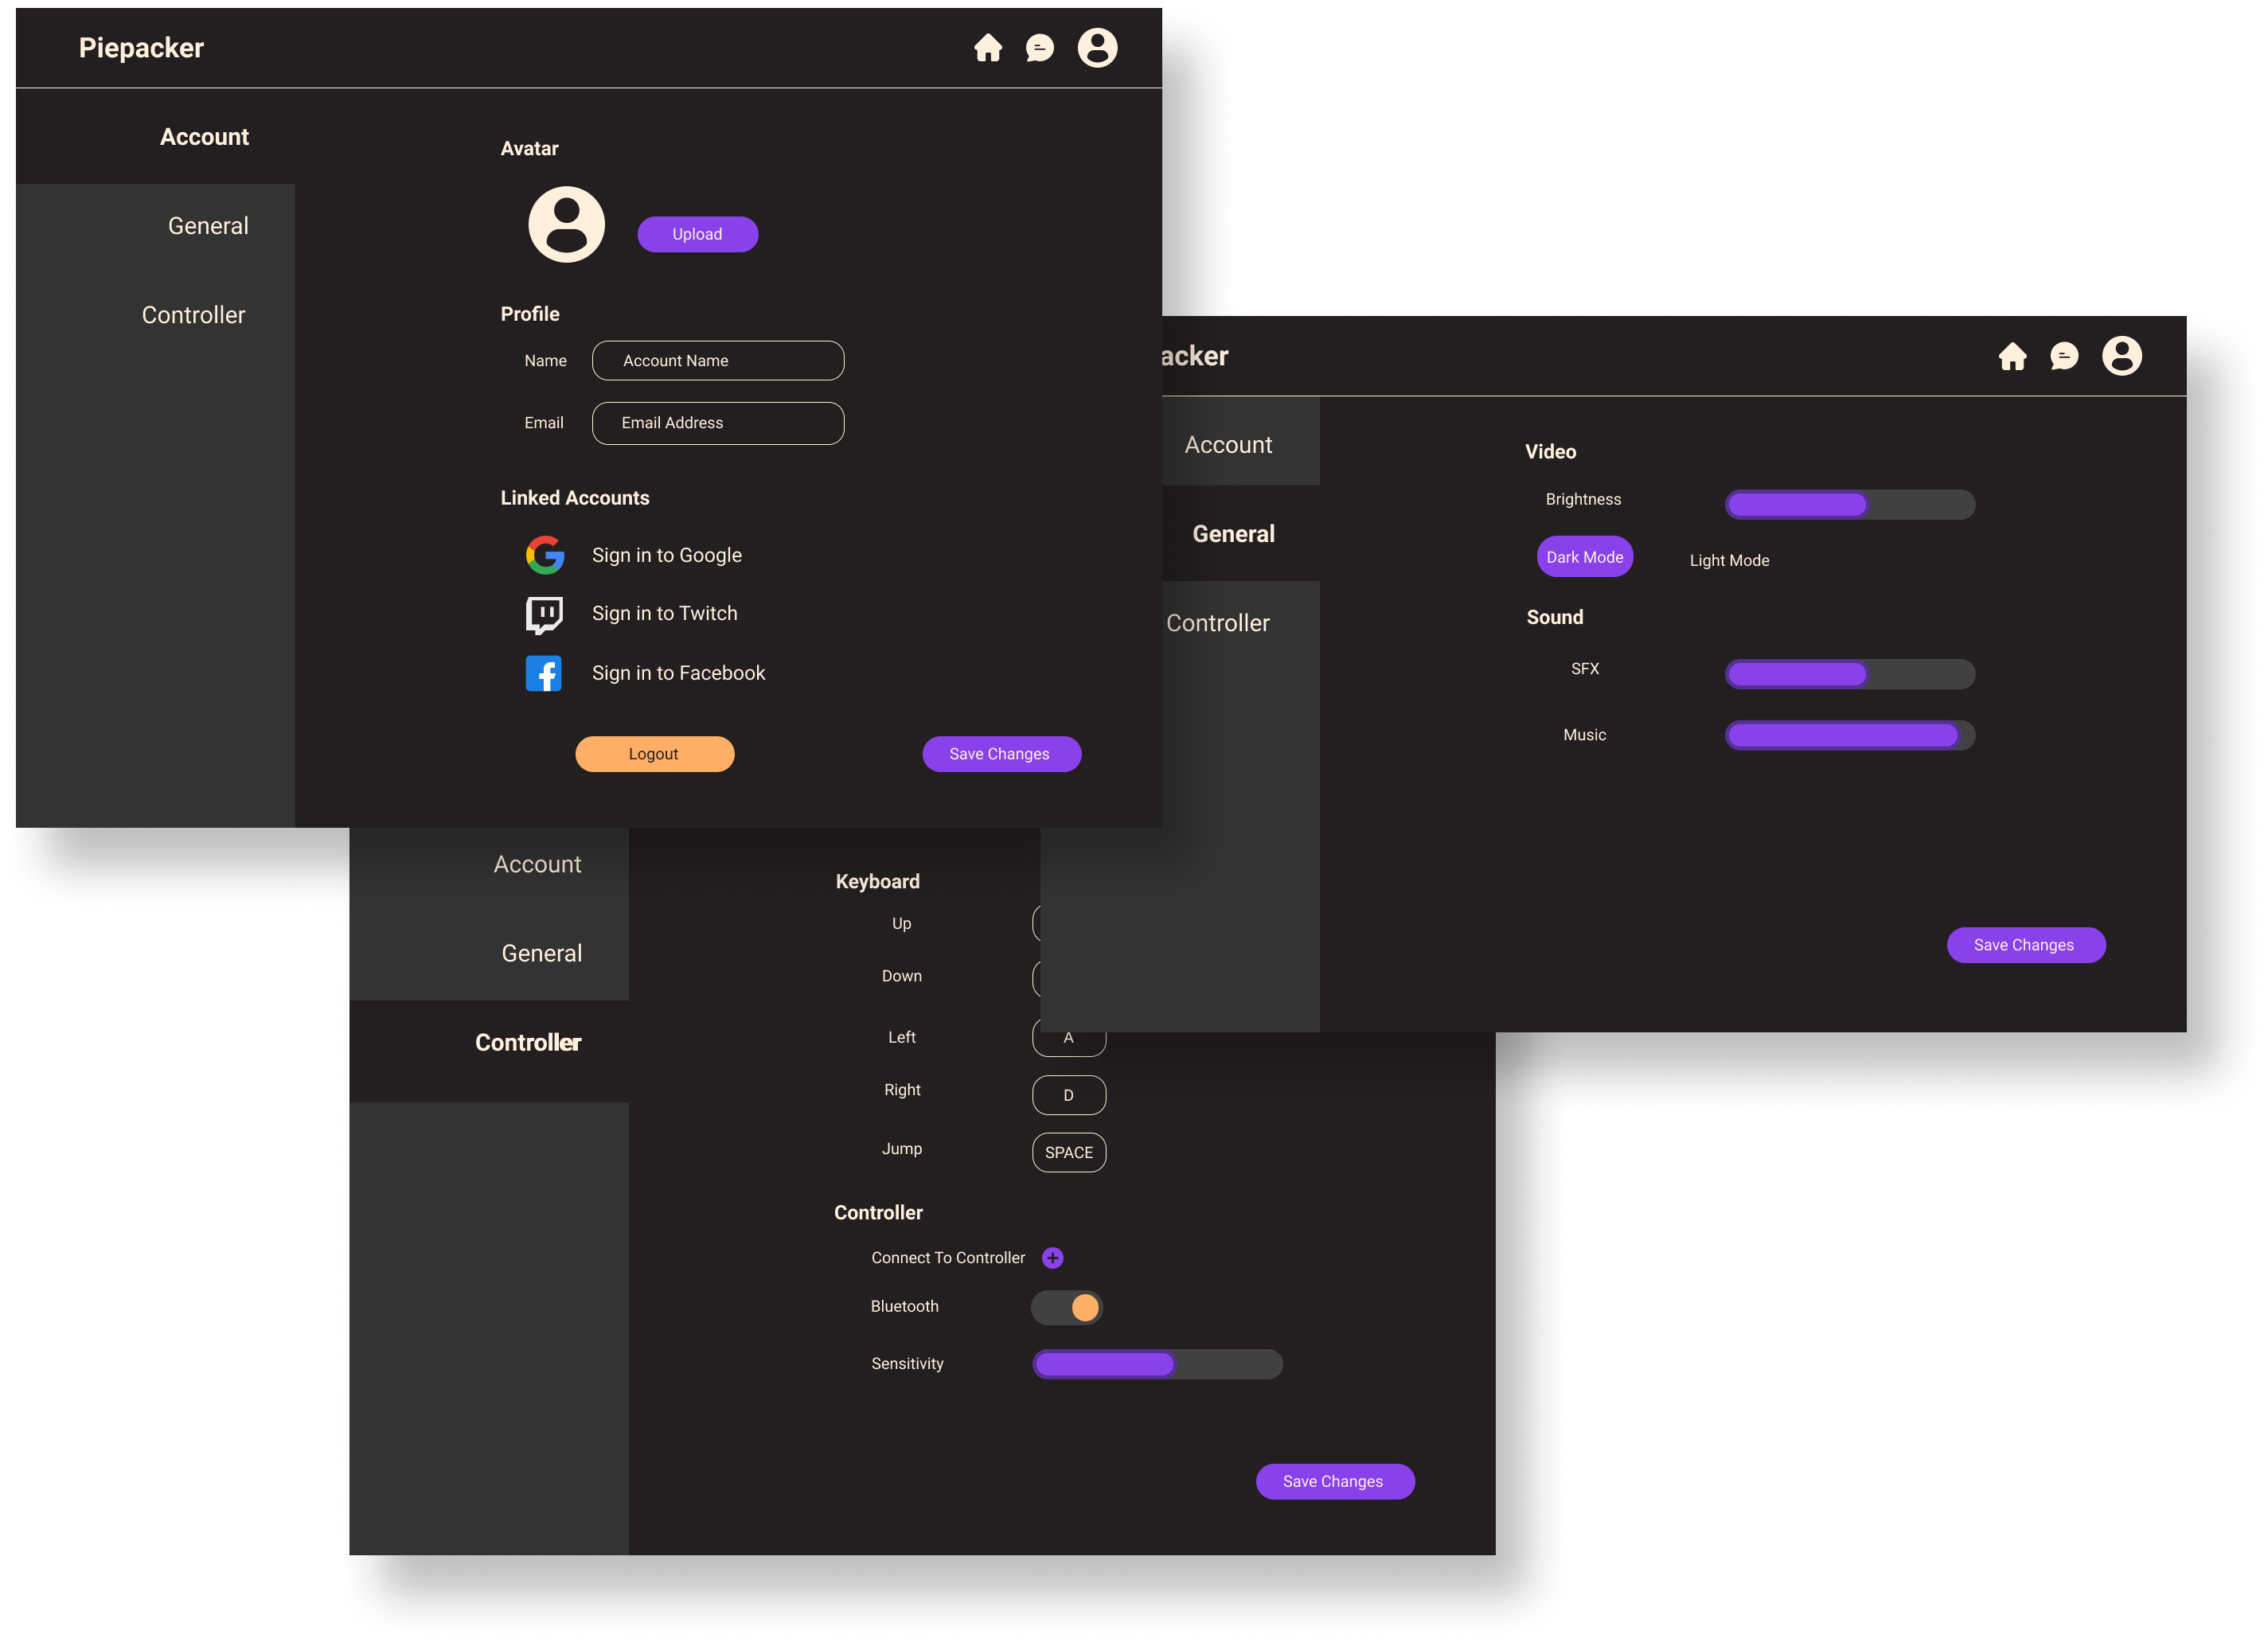 Piepacker
Account
General
Controller
Avatar
Upload
Profile
Name
Account Name
Email
Email Address
Linked Accounts
Sign in to Google
Sign in to Twitch
Sign in to Facebook
Logout
Save Changes
acker
Account
General
Controller
Video
Brightness
Dark Mode
Light Mode
Sound
SFX
Music
Save Changes
Account
General
Controller
Keyboard
Up
Down
Left
A
Right
D
Jump
SPACE
Controller
Connect To Controller
Bluetooth
Sensitivity
Save Changes